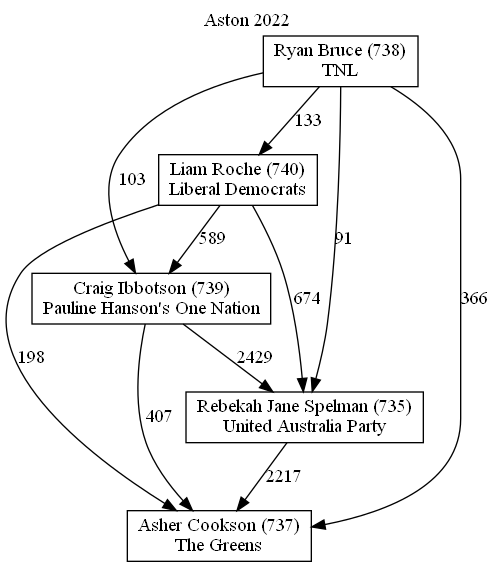 Aston 2022
Ryan Bruce (738)
TNL
133
Liam Roche (740)
Liberal Democrats
103
589
91
Craig Ibbotson (739)
Pauline Hanson's One Nation
674
366
198
2429
Rebekah Jane Spelman (735)
United Australia Party
407
2217
Asher Cookson (737)
The Greens